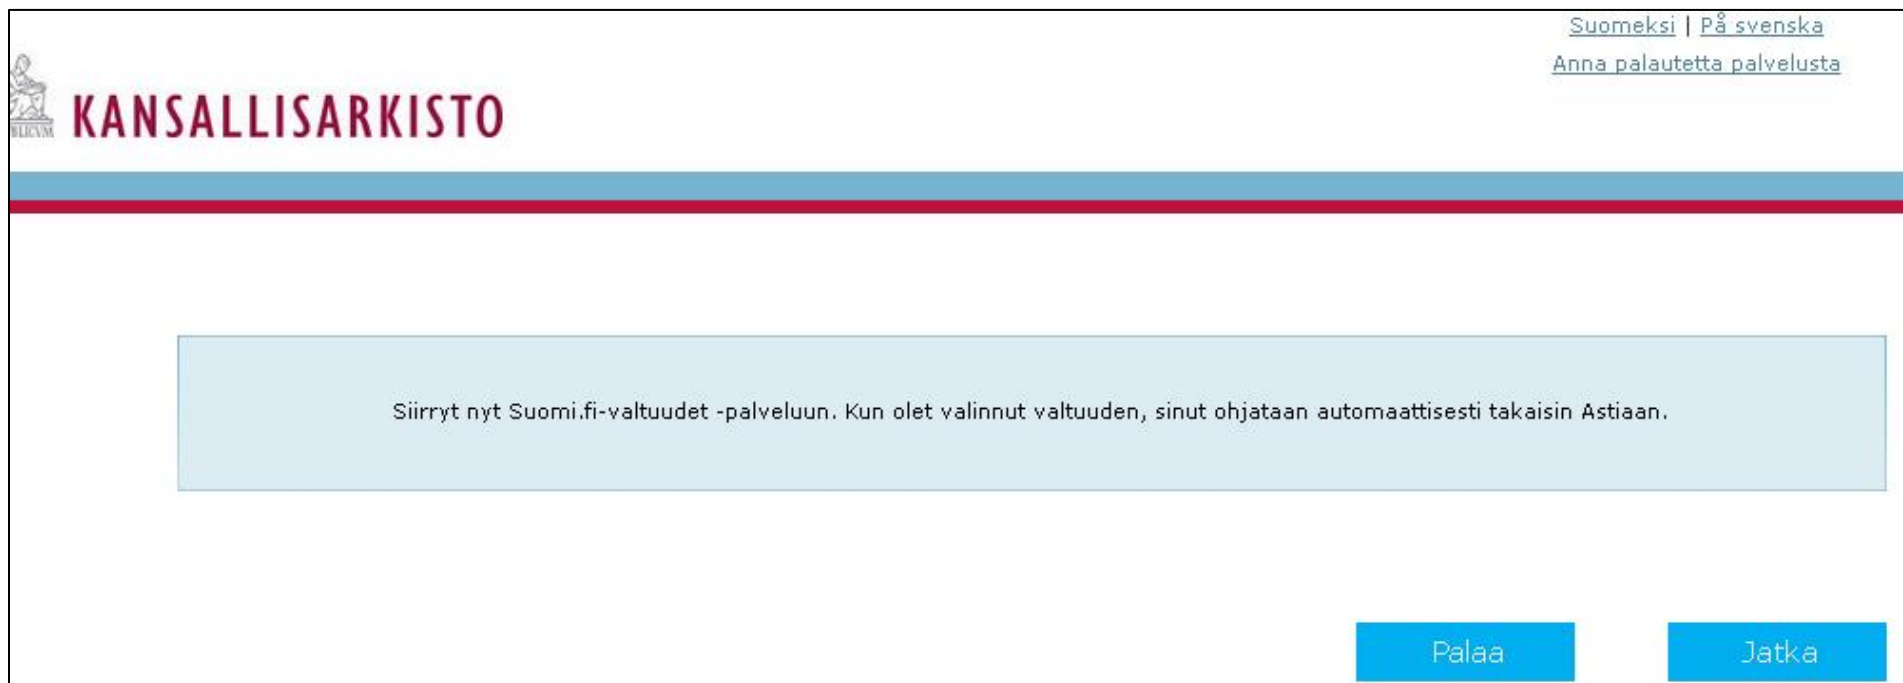 Suomeksi | På svenska
Anna palautetta palvelusta
KANSALLISARKISTO
Siirryt nyt Suomi.fi-valtuudet -palveluun. Kun olet valinnut valtuuden, sinut ohjataan automaattisesti takaisin Astiaan.
Palaa
Jatka